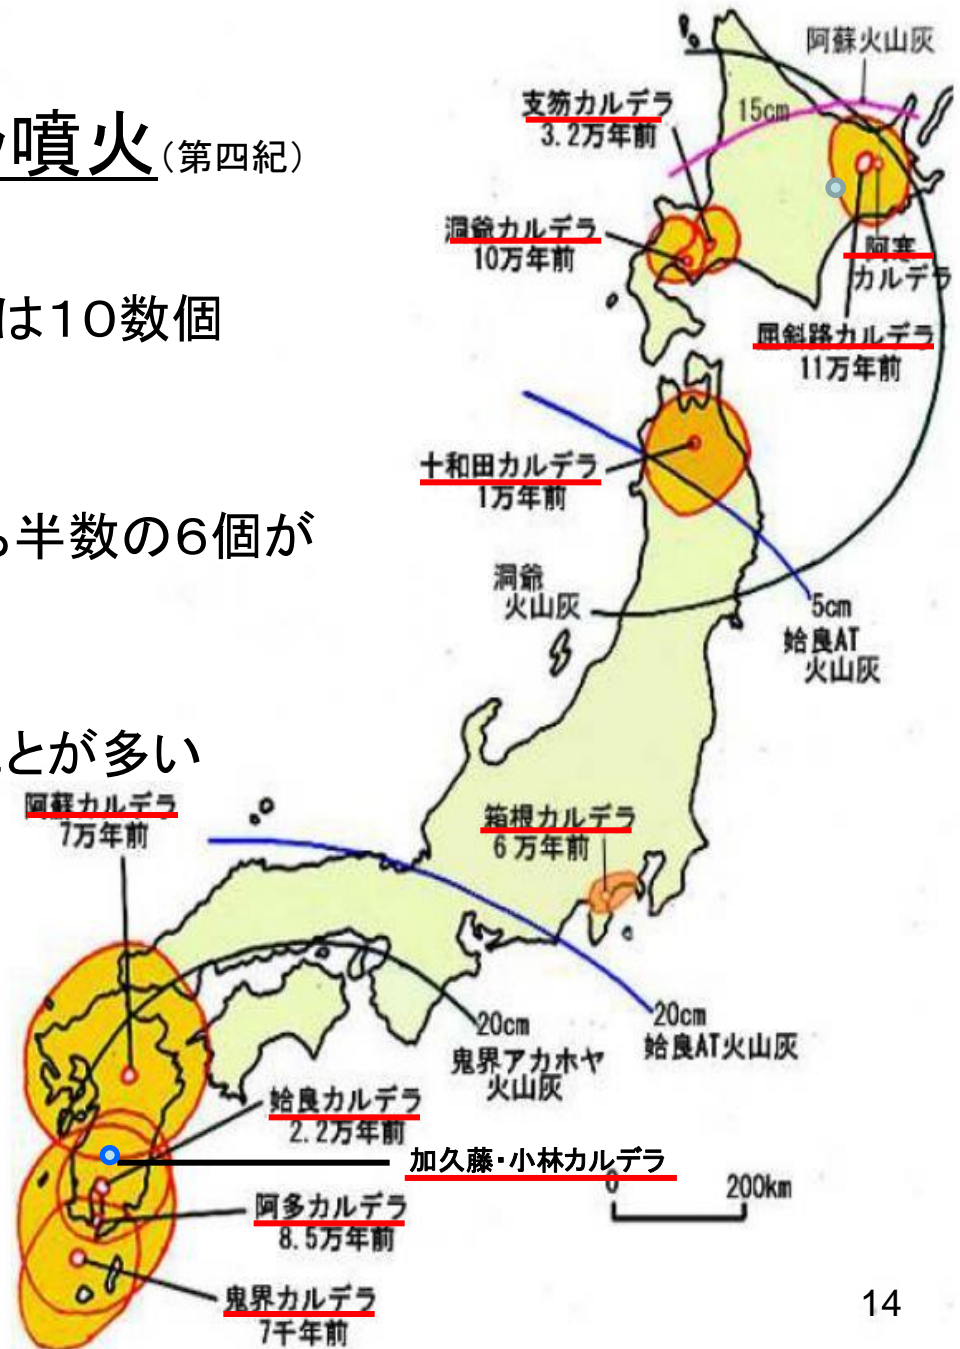 噴火(第四紀)
は10数個
半数の6個が
とが多い
阿蘇火山灰
15cm
支笏カルデラ
3.2万年前
洞爺カルデラ
10万年前
阿寒
カルデラ
屈斜路カルデラ
11万年前
十和田カルデラ
1万年前
洞爺
火山灰
5cm
姶良AT
火山灰
阿蘇カルデラ
7万年前
箱根カルデラ
6万年前
20cm
鬼界アカホヤ
火山灰
20cm
姶良AT火山灰
姶良カルデラ
2.2万年前
加久藤・小林カルデラ
阿多カルデラ
8.5万年前
鬼界カルデラ
7千年前
0 200km
14